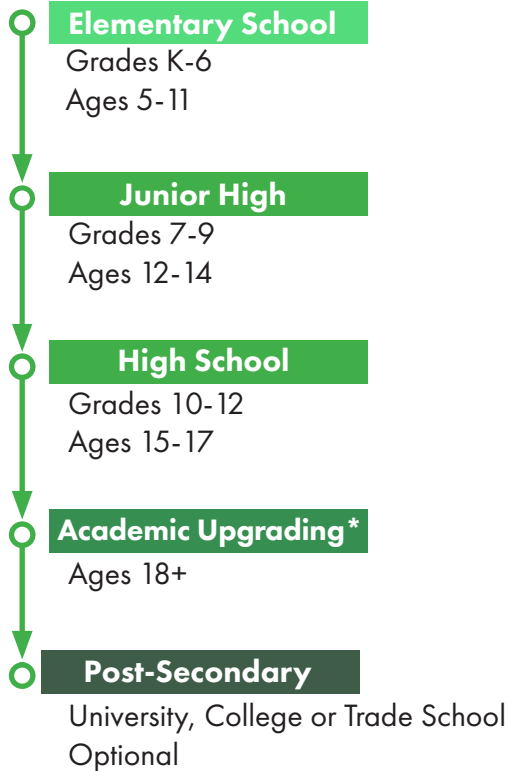 Elementary School
Grades K-6
Ages 5-11
Junior High
Grades 7-9
Ages 12-14
High School
Grades 10-12
Ages 15-17
Academic Upgrading*
Ages 18+
Post-Secondary
University, College or Trade School
Optional